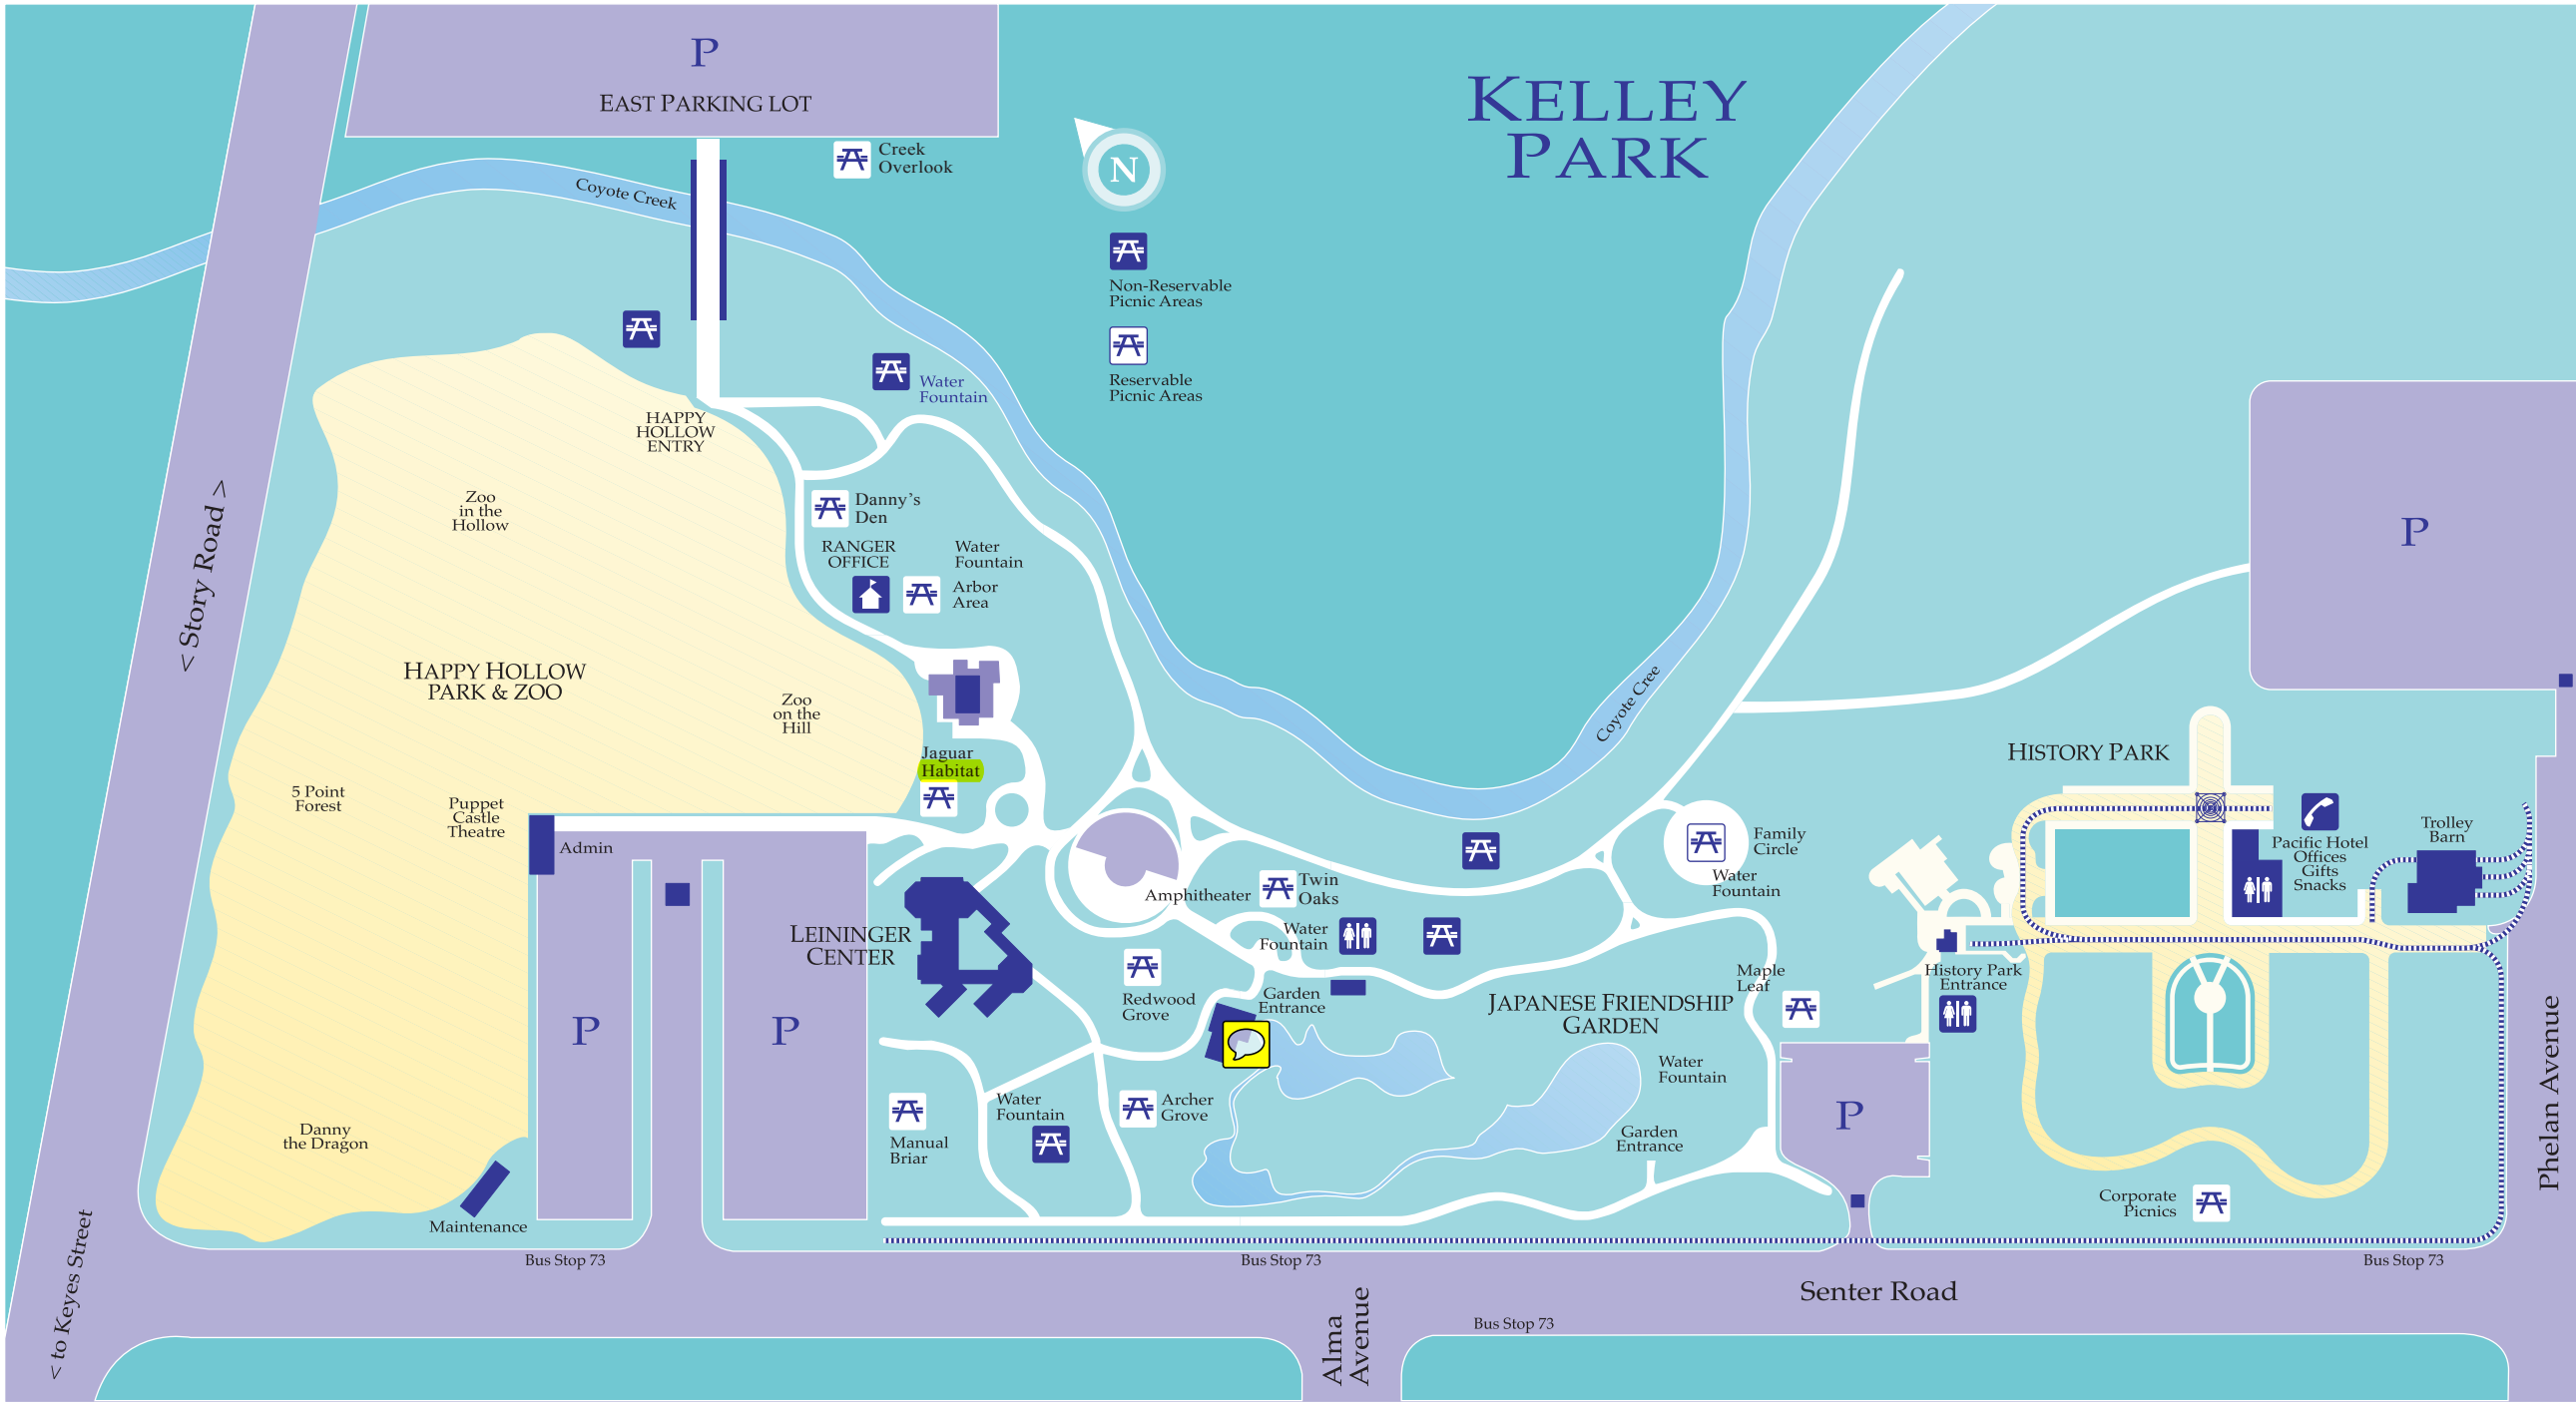 P
EAST PARKING LOT
KELLEY
PARK
Creek
Overlook
N
Coyote Creek
Non-Reservable
Picnic Areas
Reservable
Picnic Areas
Water
Fountain
HAPPY
HOLLOW
ENTRY
Zoo
in the
Hollow
Danny's
Den
RANGER
OFFICE
Water
Fountain
Arbor
Area
< Story Road >
HAPPY HOLLOW
PARK & ZOO
Zoo
on the
Hill
Jaguar
Habitat
5 Point
Forest
Puppet
Castle
Theatre
Admin
Coyote Cree
P
HISTORY PARK
Family
Circle
Water
Fountain
Pacific Hotel
Offices
Gifts
Snacks
Trolley
Barn
Amphitheater
Twin
Oaks
Water
Fountain
LEININGER
CENTER
Redwood
Grove
Garden
Entrance
JAPANESE FRIENDSHIP
GARDEN
Maple
Leaf
History Park
Entrance
P
P
Water
Fountain
P
Manual
Briar
Water
Fountain
Archer
Grove
Garden
Entrance
Danny
the Dragon
Maintenance
Corporate
Picnics
Phelan Avenue
< to Keyes Street
Bus Stop 73
Bus Stop 73
Bus Stop 73
Senter Road
Alma
Avenue
Bus Stop 73